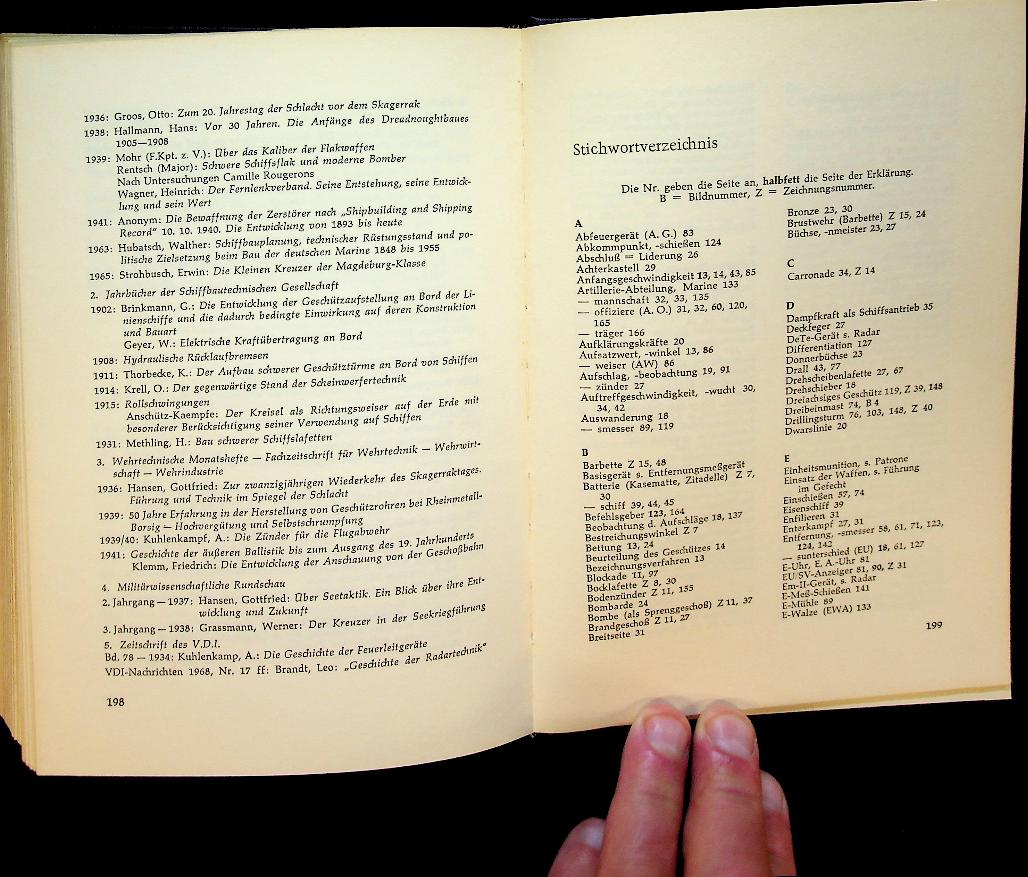 1936: Groos, Otto: Zum 20. Jahrestag der Schlacht vor dem Skagerrak
1938: Hallmann, Hans: Vor 30 Jahren. Die Anfänge des Dreadnoughtbaues
1905—1908
1939: Mohr (F.Kpt. z. V.): Über das Kaliber der Flakwaffen
Rentsch (Major): Schwere Schiffsflak und moderne Bomber
Nach Untersuchungen Camille Rougerons
Wagner, Heinrich: Der Fernlenkverband. Seine Entstehung, seine Entwick-
lung und sein Wert
1941: Anonym: Die Bewaffnung der Zerstörer nach „Shipbuilding and Shipping
Record" 10. 10. 1940. Die Entwicklung von 1893 bis heute
1963: Hubatsch, Walther: Schiffbauplanung, technischer Rüstungsstand und po-
litische Zielsetzung beim Bau der deutschen Marine 1848 bis 1955
1965: Strohbusch, Erwin: Die Kleinen Kreuzer der Magdeburg-Klasse
2. Jahrbücher der Schiffbautechnischen Gesellschaft
1902: Brinkmann, G.: Die Entwicklung der Geschützaufstellung an Bord der Li-
nienschiffe und die dadurch bedingte Einwirkung auf deren Konstruktion
und Bauart
Geyer, W.: Elektrische Kraftübertragung an Bord
1908: Hydraulische Rücklaufbremsen
1911: Thorbecke, K.: Der Aufbau schwerer Geschütztürme an Bord von Schiffen
1914: Krell, O.: Der gegenwärtige Stand der Scheinwerfertechnik
1915: Rollschwingungen
Anschütz-Kaempfe: Der Kreisel als Richtungsweiser auf der Erde mit
besonderer Berücksichtigung seiner Verwendung auf Schiffen
1931: Methling, H.: Bau schwerer Schiffslafetten
3. Wehrtechnische Monatshefte — Fachzeitschrift für Wehrtechnik — Wehrwirt-
schaft — Wehrindustrie
1936: Hansen, Gottfried: Zur zwanzigjährigen Wiederkehr des Skagerraktages.
Führung und Technik im Spiegel der Schlacht
1939: 50 Jahre Erfahrung in der Herstellung von Geschützrohren bei Rheinmetall-
Borsig — Hochwergütung und Selbstschrumpfung
1939/40: Kuhlenkampf, A.: Die Zünder für die Flugabwehr
1941: Geschichte der äußeren Ballistik bis zum Ausgang des 19. Jahrhunderts
Klemm, Friedrich: Die Entwicklung der Anschauung von der Geschoßbahn
4. Militärwissenschaftliche Rundschau
2. Jahrgang — 1937: Hansen, Gottfried: Über Seetaktik. Ein Blick über ihre Ent-
wicklung und Zukunft
3. Jahrgang — 1938: Grassmann, Werner: Der Kreuzer in der Seekriegführung
5. Zeitschrift des V.D.I.
Bd. 78 — 1934: Kuhlenkamp, A.: Die Geschichte der Feuerleitgeräte
VDI-Nachrichten 1968, Nr. 17 ff: Brandt, Leo: „Geschichte der Radartechnik"
198
Stichwortverzeichnis
Die Nr. geben die Seite an, halbfett die Seite der Erklärung.
B = Bildnummer, Z = Zeichnungsnummer.
A
Abfeuergerät (A. G.) 83
Abkommpunkt, -schießen 124
Abschluß = Liderung 26
Achterkastell 29
Anfangsgeschwindigkeit 13, 14, 43, 85
Artillerie-Abteilung, Marine 133
— mannschaft 32, 33, 135
— offiziere (A. O.) 31, 32, 60, 120,
165
— träger 166
Aufklärungskräfte 20
Aufsatzwert, -winkel 13, 86
— weiser (AW) 86
Aufschlag, -beobachtung 19, 91
— zünder 27
Auftreffgeschwindigkeit, -wucht 30,
34, 42
Auswanderung 18
— smesser 89, 119
B
Barbette Z 15, 48
Basisgerät s. Entfernungsmeßgerät
Batterie (Kasematte, Zitadelle) Z 7,
30
— schiff 39, 44, 45
Befehlsgeber 123, 164
Beobachtung d. Aufschläge 18, 137
Bestreichungswinkel Z 7
Bettung 13, 24
Beurteilung des Geschützes 14
Bezeichnungsverfahren 13
Blockade 11, 97
Bocklafette Z 8, 30
Bodenzünder Z 11, 155
Bombarde 24
Bombe (als Sprenggeschoß) Z 11, 37
Brandgeschoß Z 11, 27
Breitseite 31
Bronze 23, 30
Brustwehr (Barbette) Z 15, 24
Büchse, -nmeister 23, 27
C
Carronade 34, Z 14
D
Dampfkraft als Schiffsantrieb 35
Deckfeger 27
DeTe-Gerät s. Radar
Differentiation 127
Donnerbüchse 23
Drall 43, 77
Drehscheibenlafette 27, 67
Drehschieber 18
Dreiachsiges Geschütz 119, Z 39, 148
Dreibeinmast 74, B 4
Drillingsturm 76, 103, 148, Z 40
Dwarslinie 20
E
Einheitsmunition, s. Patrone
Einsatz der Waffen, s. Führung
im Gefecht
Einschießen 57, 74
Eisenschiff 39
Enfilieren 31
Enterkampf 27, 31
Entfernung, -smesser 58, 61, 71, 123,
124, 142
— sunterschied (EU) 18, 61, 127
E-Uhr, E. A.-Uhr 81
EU/SV-Anzeiger 81, 90, Z 31
Em-II-Gerät, s. Radar
E-Meß-Schießen 141
E-Mühle 89
E-Walze (EWA) 133
199